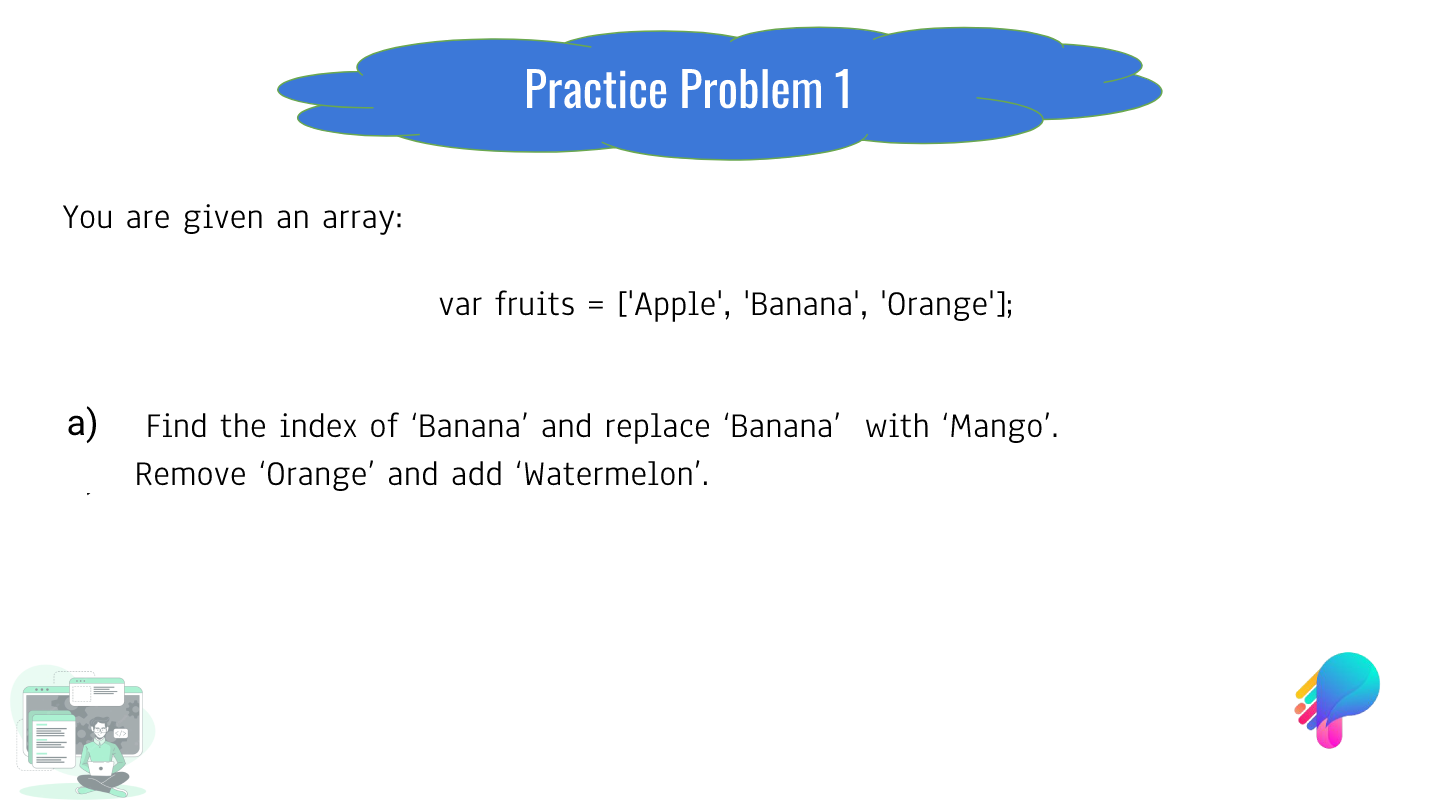 Practice Problem 1
You are given an array:
var fruits = ['Apple', 'Banana', 'Orange'];
a) Find the index of ‘Banana’ and replace ‘Banana’  with ‘Mango’.
Remove ‘Orange’ and add ‘Watermelon’.